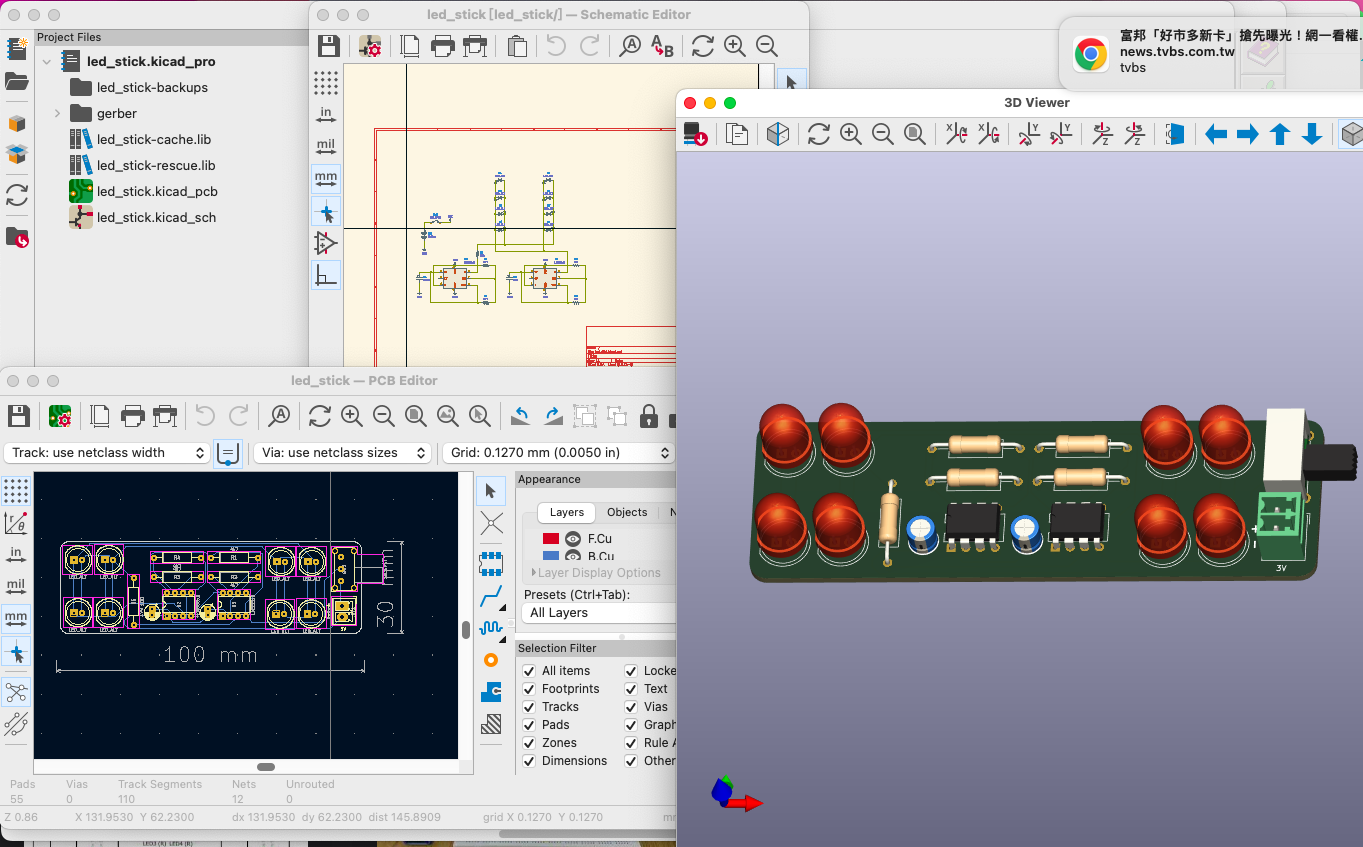 Project Files
led_stick.kicad_pro
led_stick-backups
gerber
led_stick-cache.lib
led_stick-rescue.lib
led_stick.kicad_pcb
led_stick.kicad_sch
led_stick [led_stick/] — Schematic Editor
in
mil
mm
富邦「好市多新卡」搶先曝光！網一看權
news.tvbs.com.tw
tvbs
3D Viewer
3V
led_stick — PCB Editor
Track: use netclass width
Via: use netclass sizes
Grid: 0.1270 mm (0.0050 in)
in
mil
mm
R4
R1
R3
30 mm
100 mm
3V
Appearance
Layers
Objects
N
F.Cu
B.Cu
Layer Display Options
Presets (Ctrl+Tab):
All Layers
Selection Filter
All items
Locke
Footprints
Text
Tracks
Vias
Pads
Graph
Zones
Rule A
Dimensions
Other
Pads
Vias
Track Segments
Nets
Unrouted
55
0
110
12
0
Z 0.86
X 131.9530 Y 62.2300
dx 131.9530 dy 62.2300 dist 145.8909
grid X 0.1270 Y 0.1270